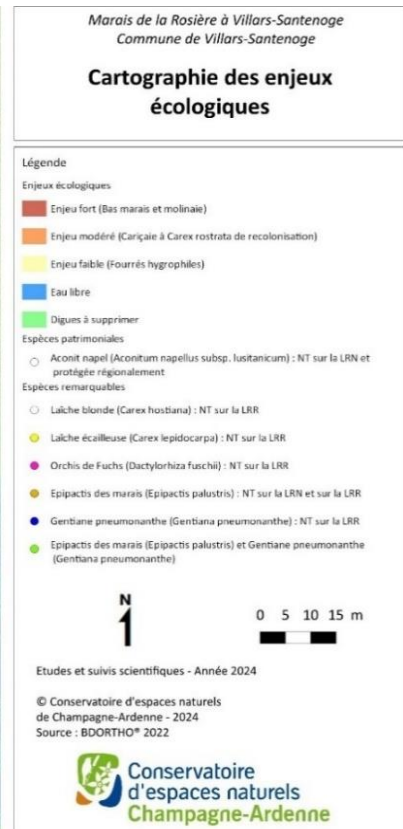 Marais de la Rosière à Villars-Santenoge
Commune de Villars-Santenoge
Cartographie des enjeux
écologiques
Légende
Enjeux écologiques
Enjeu fort (Bas marais et molinaie)
Enjeu modéré (Cariçaie à Carex rostrata de recolonisation)
Enjeu faible (Fourrés hygrophiles)
Eau libre
Digues à supprimer
Espèces patrimoniales
Aconit napel (Aconitum napellus subsp. lusitanicum) : NT sur la LRN et
protégée régionalement
Espèces remarquables
Laîche blonde (Carex hostiana) : NT sur la LRR
Laîche écailleuse (Carex lepidocarpa) : NT sur la LRR
Orchis de Fuchs (Dactylorhiza fuschii) : NT sur la LRR
Epipactis des marais (Epipactis palustris) : NT sur la LRN et sur la LRR
Gentiane pneumonanthe (Gentiana pneumonanthe) : NT sur la LRR
Epipactis des marais (Epipactis palustris) et Gentiane pneumonanthe
(Gentiana pneumonanthe)
N
0 5 10 15 m
Etudes et suivis scientifiques - Année 2024
© Conservatoire d'espaces naturels
de Champagne-Ardenne - 2024
Source : BDORTHO® 2022
Conservatoire
d'espaces naturels
Champagne-Ardenne